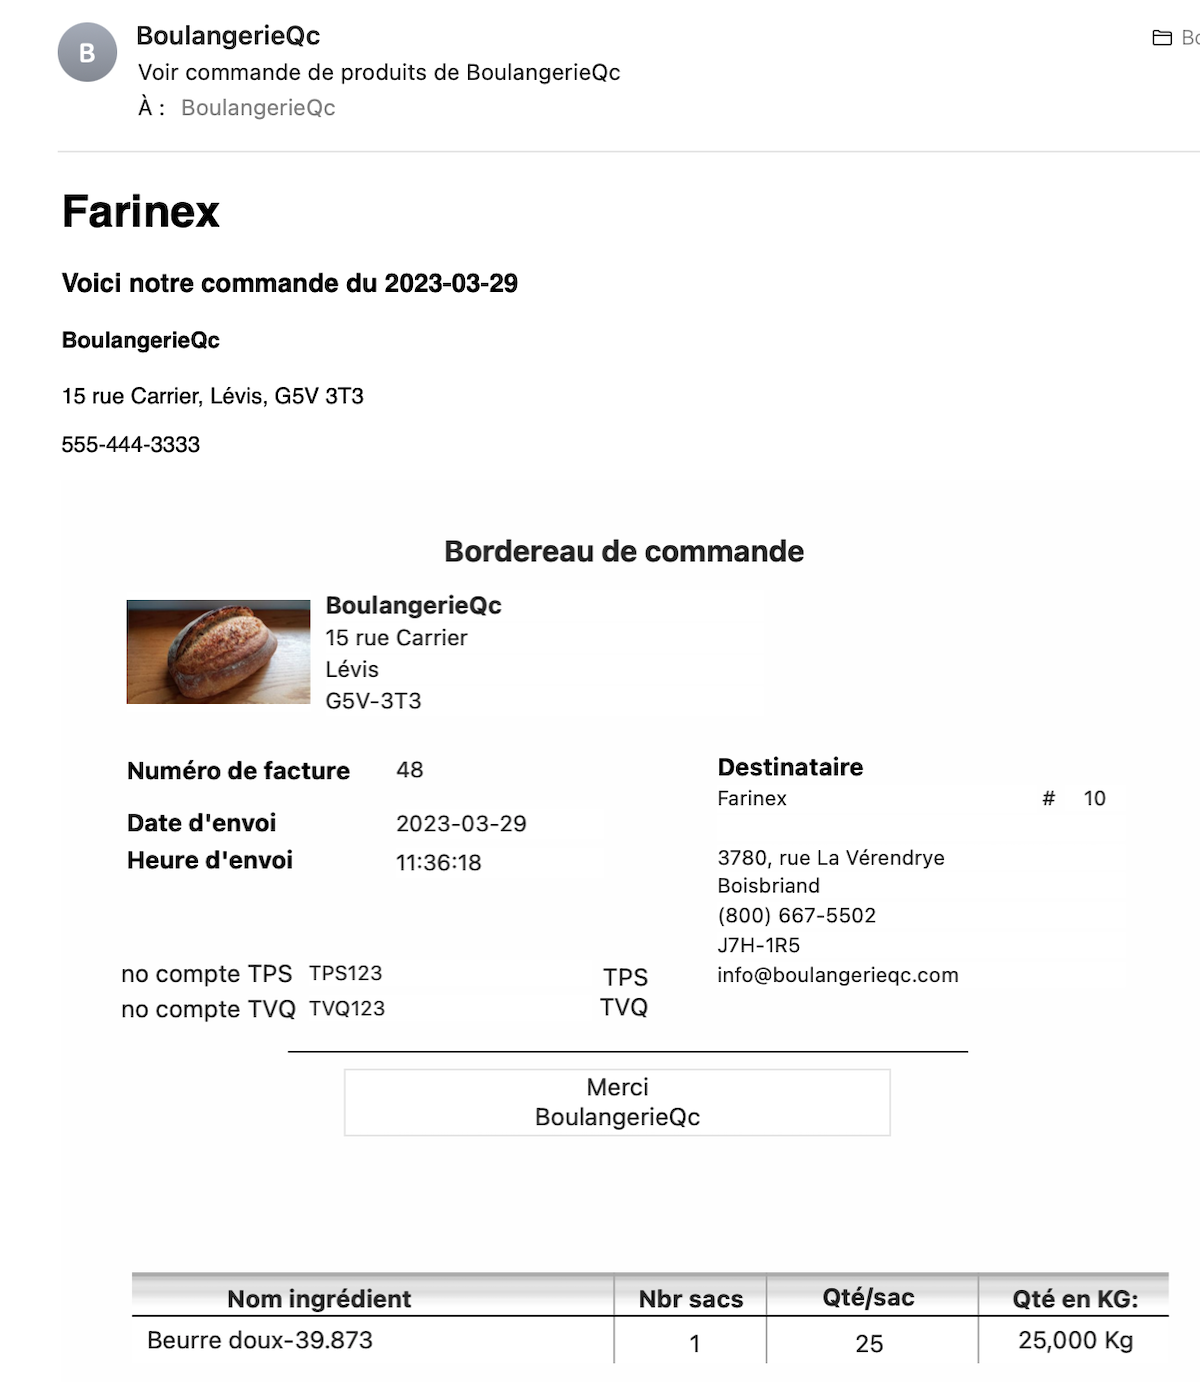 B
BoulangerieQc
Voir commande de produits de BoulangerieQc
À : BoulangerieQc
Farinex
Voici notre commande du 2023-03-29
BoulangerieQc
15 rue Carrier, Lévis, G5V 3T3
555-444-3333
Bordereau de commande
BoulangerieQc
15 rue Carrier
Lévis
G5V-3T3
Numéro de facture 48
Date d'envoi 2023-03-29
Heure d'envoi 11:36:18
Destinataire
Farinex # 10
3780, rue La Vérendrye
Boisbriand
(800) 667-5502
J7H-1R5
info@boulangerieqc.com
no compte TPS TPS123 TPS
no compte TVQ TVQ123 TVQ
Merci
BoulangerieQc
Nom ingrédient Nbr sacs Qté/sac Qté en KG:
Beurre doux-39.873 1 25 25,000 Kg